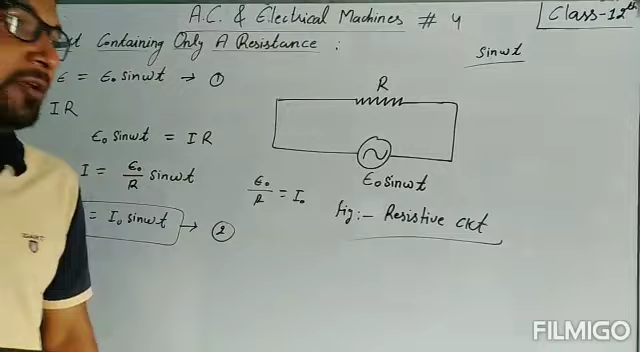 A.C. & Electrical Machines # 4
Class-12th
Ckt Containing Only A Resistance :
sinωt
ε = ε₀ sinωt → ①
IR
R
ε₀ sinωt = IR
I = ε₀/R sinωt
ε₀/R = I₀
ε₀ sinωt
= I₀ sinωt → ②
fig:- Resistive ckt
FILMIGO